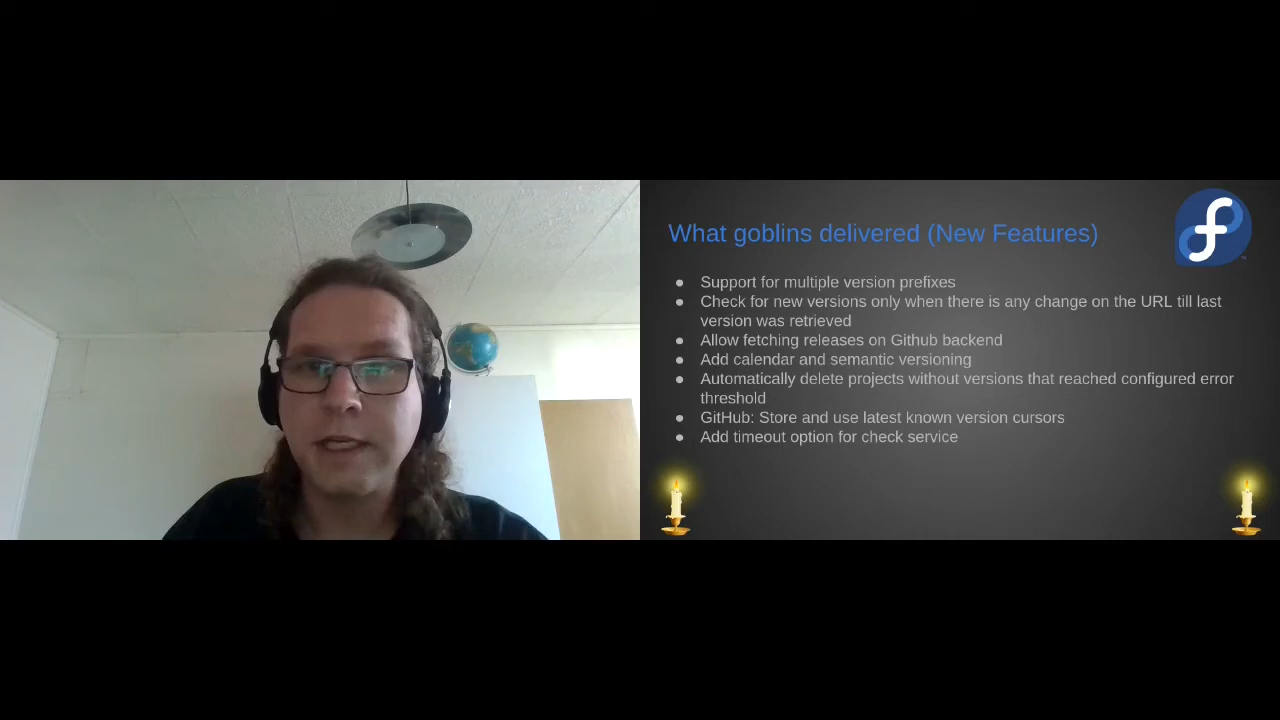 What goblins delivered (New Features)
● Support for multiple version prefixes
● Check for new versions only when there is any change on the URL till last
version was retrieved
● Allow fetching releases on Github backend
● Add calendar and semantic versioning
● Automatically delete projects without versions that reached configured error
threshold
● GitHub: Store and use latest known version cursors
● Add timeout option for check service